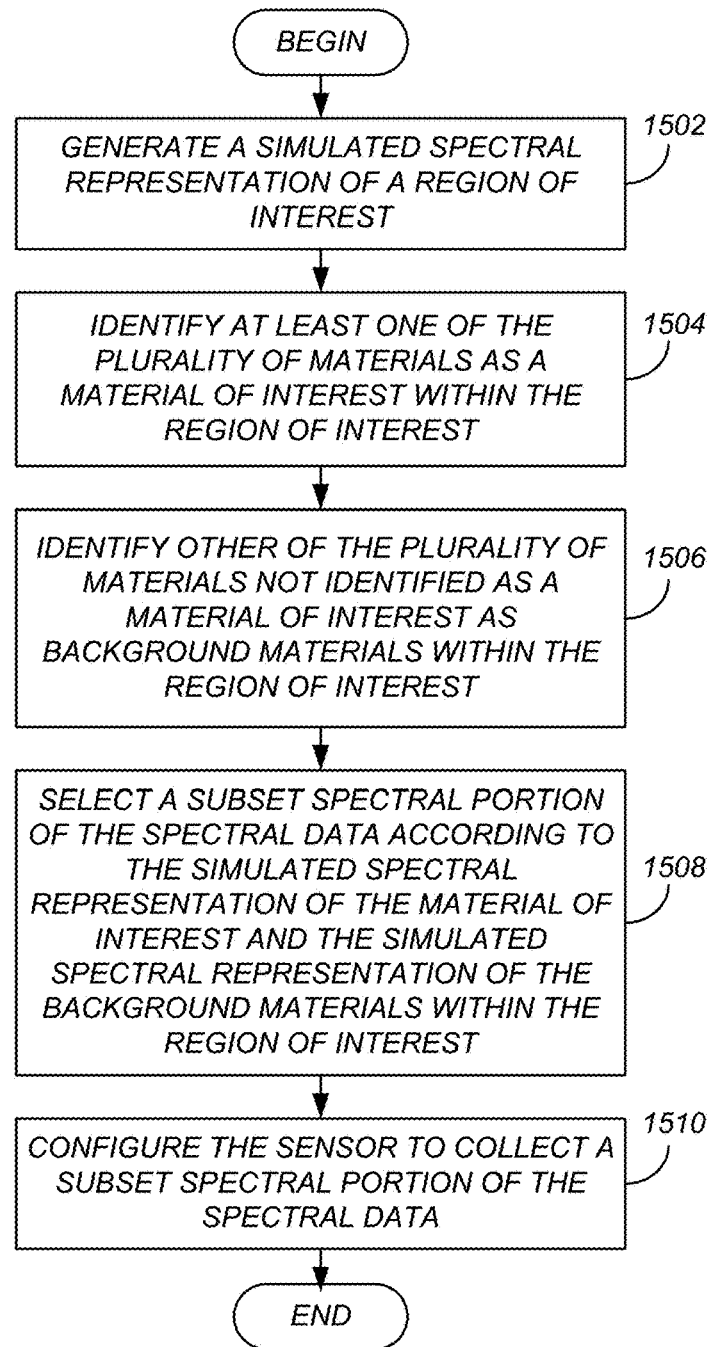 BEGIN
1502
GENERATE A SIMULATED SPECTRAL
REPRESENTATION OF A REGION OF
INTEREST
1504
IDENTIFY AT LEAST ONE OF THE
PLURALITY OF MATERIALS AS A
MATERIAL OF INTEREST WITHIN THE
REGION OF INTEREST
1506
IDENTIFY OTHER OF THE PLURALITY OF
MATERIALS NOT IDENTIFIED AS A
MATERIAL OF INTEREST AS
BACKGROUND MATERIALS WITHIN THE
REGION OF INTEREST
1508
SELECT A SUBSET SPECTRAL PORTION
OF THE SPECTRAL DATA ACCORDING TO
THE SIMULATED SPECTRAL
REPRESENTATION OF THE MATERIAL OF
INTEREST AND THE SIMULATED
SPECTRAL REPRESENTATION OF THE
BACKGROUND MATERIALS WITHIN THE
REGION OF INTEREST
1510
CONFIGURE THE SENSOR TO COLLECT A
SUBSET SPECTRAL PORTION OF THE
SPECTRAL DATA
END